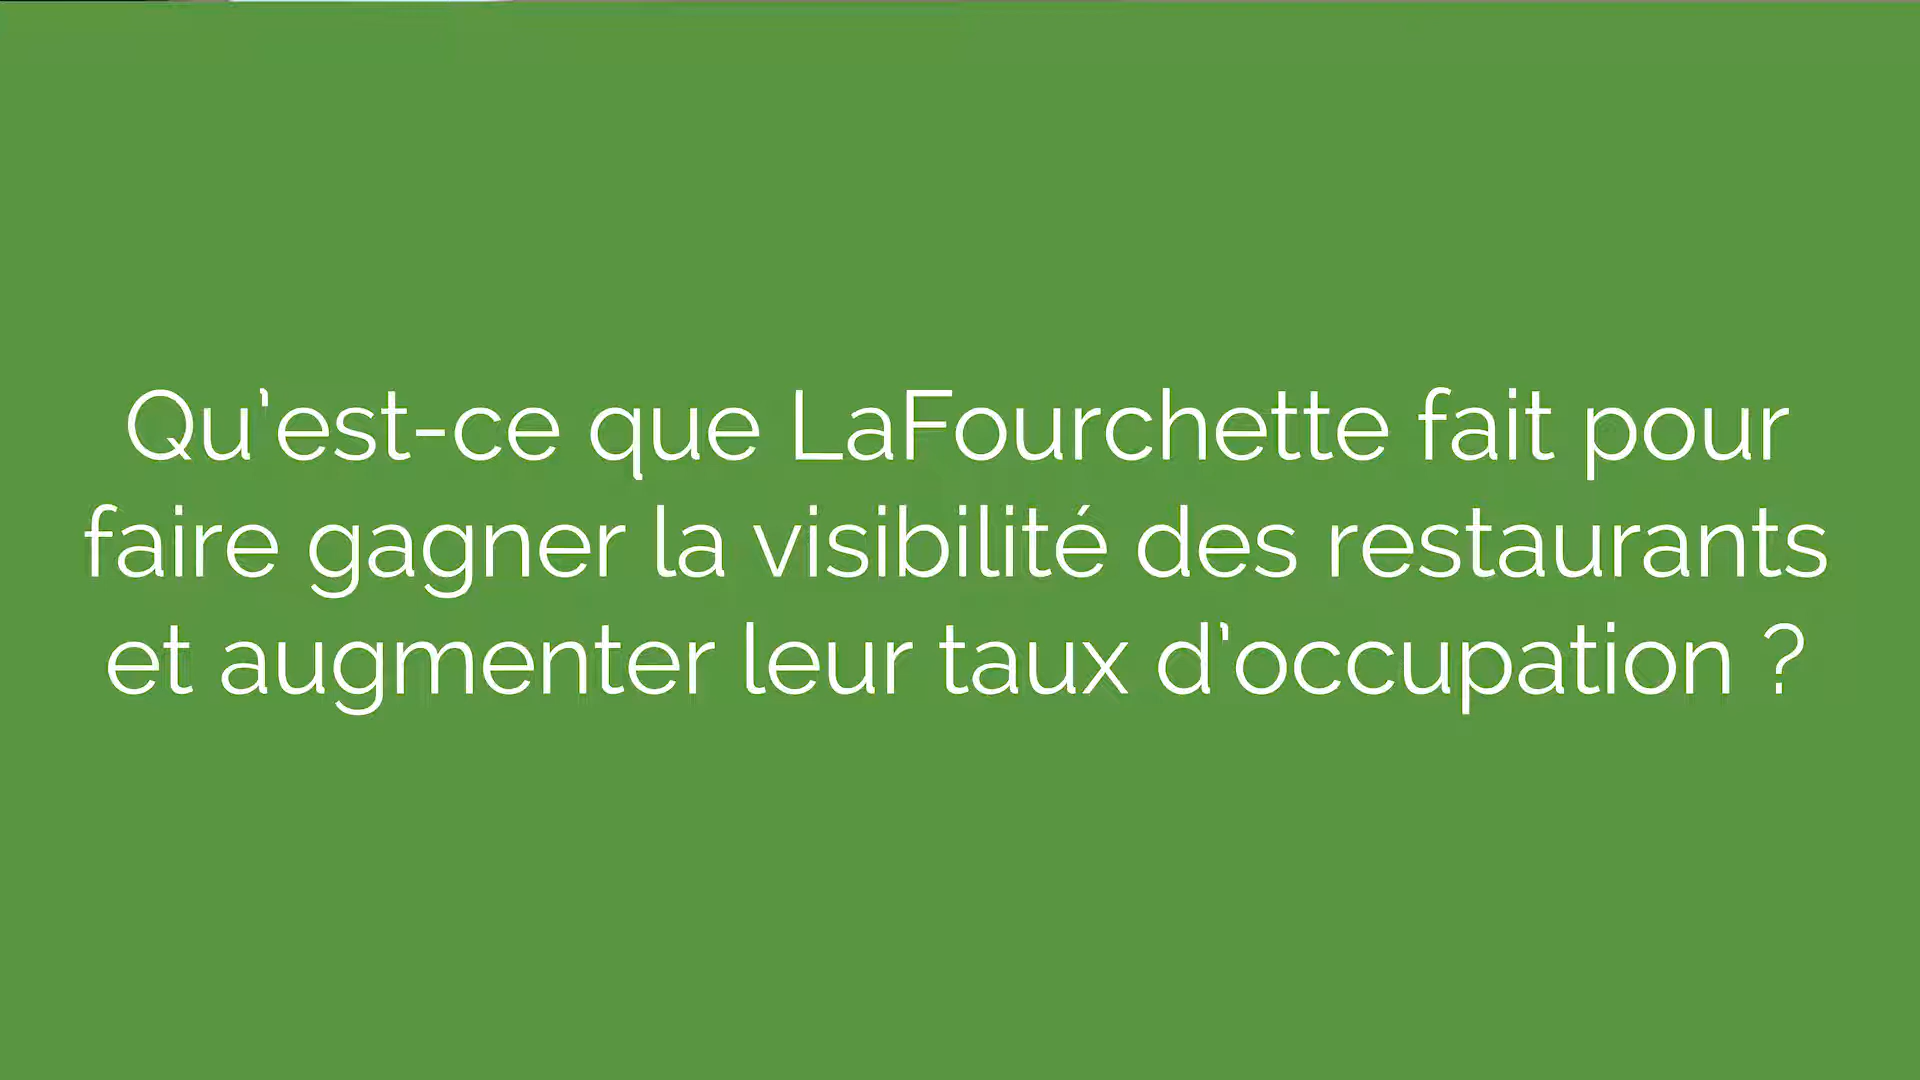 Qu'est-ce que LaFourchette fait pour
faire gagner la visibilité des restaurants
et augmenter leur taux d'occupation ?